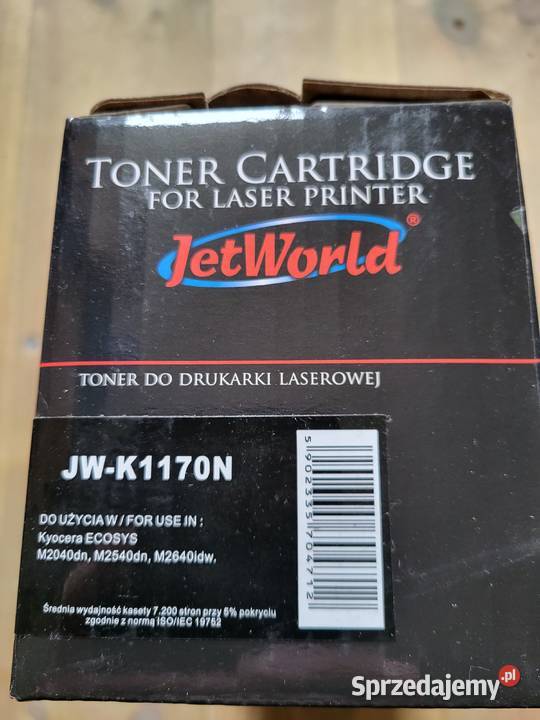 TONER CARTRIDGE
FOR LASER PRINTER
JetWorld®
TONER DO DRUKARKI LASEROWEJ
JW-K1170N
DO UŻYCIA W / FOR USE IN :
Kyocera ECOSYS
M2040dn, M2540dn, M2640idw.
Średnia wydajność kasety 7.200 stron przy 5% pokryciu
zgodnie z normą ISO/IEC 19752
5902335704712
Sprzedajemy.pl